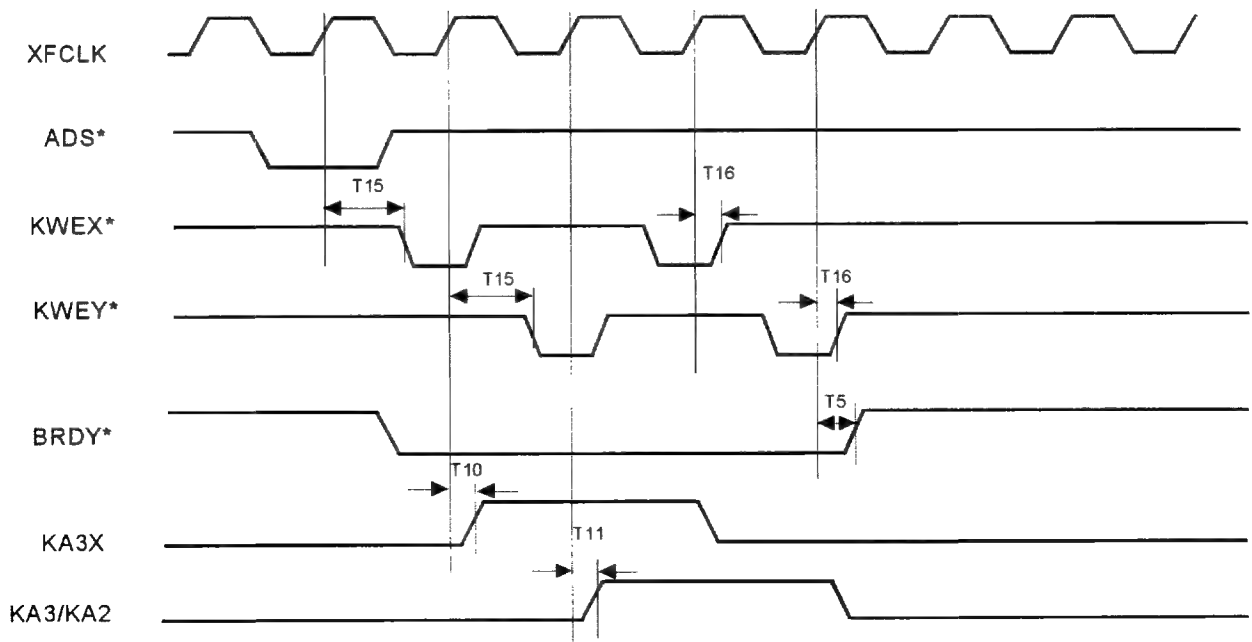 XFCLK
ADS*
T15
T16
KWEX*
T15
T16
KWEY*
T5
BRDY*
T10
KA3X
T11
KA3/KA2